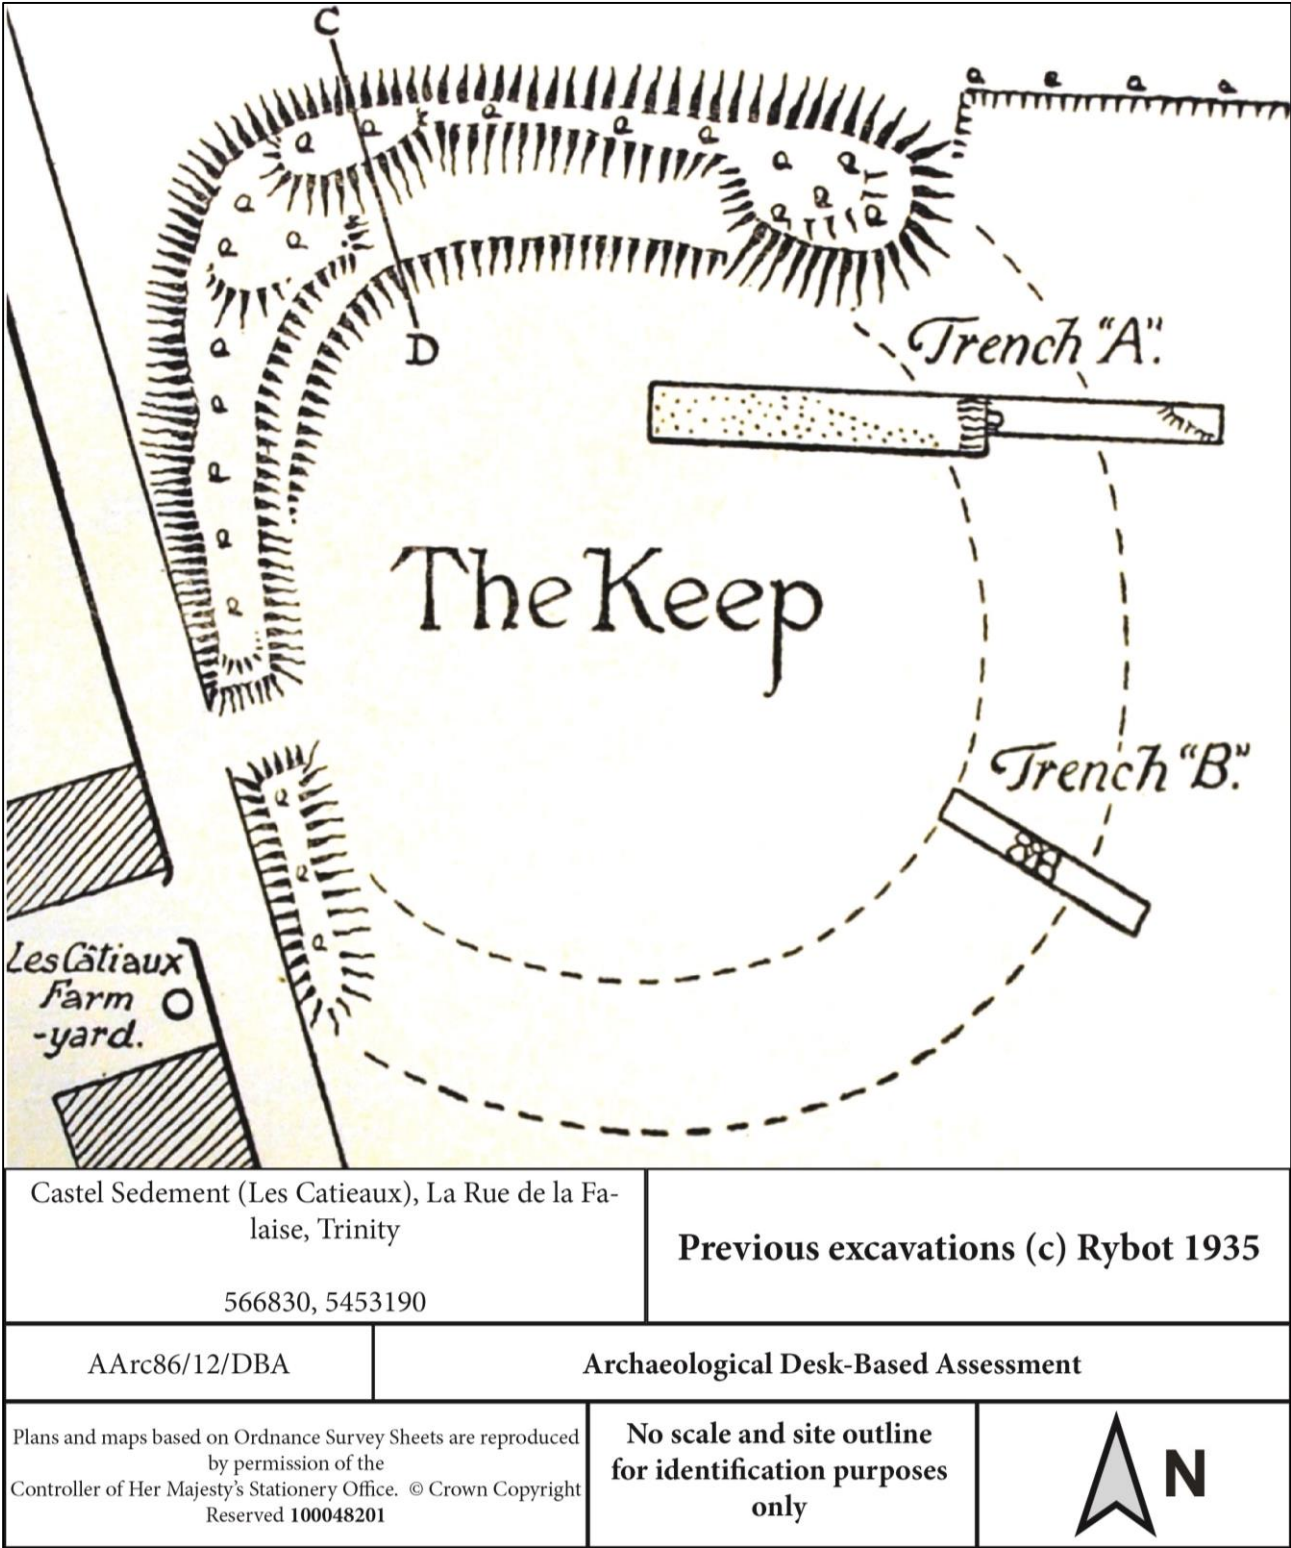 C
D
Trench "A".
The Keep
Trench "B".
Les Câtiaux
Farm
-yard.
Castel Sedement (Les Catieaux), La Rue de la Fa-
laise, Trinity
566830, 5453190
Previous excavations (c) Rybot 1935
AArc86/12/DBA
Archaeological Desk-Based Assessment
Plans and maps based on Ordnance Survey Sheets are reproduced
by permission of the
Controller of Her Majesty's Stationery Office. © Crown Copyright
Reserved 100048201
No scale and site outline
for identification purposes
only
N